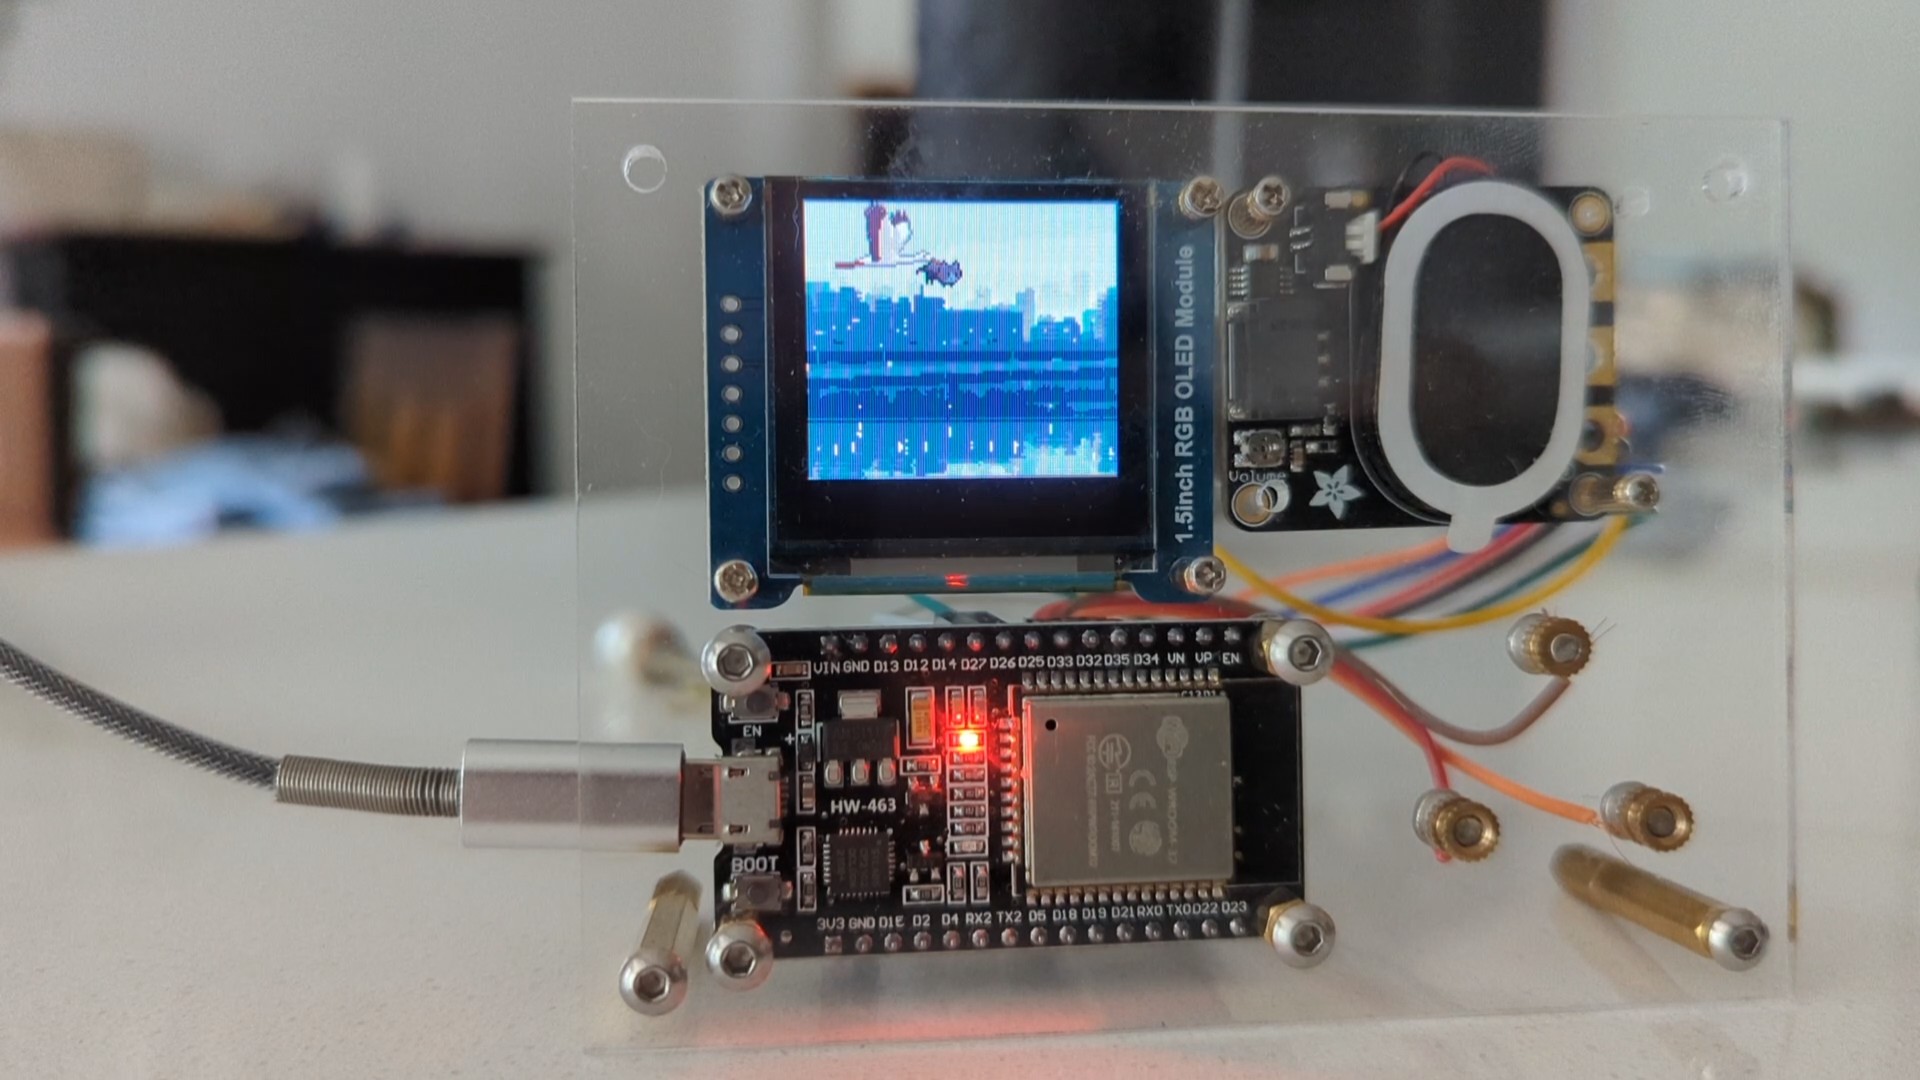 1.5inch RGB OLED Module
Volume
VIN GND D13 D12 D14 D27 D26 D25 D33 D32 D35 D34 VN VP EN
EN
HW-463
BOOT
3V3 GND D15 D2 D4 RX2 TX2 D5 D18 D19 D21 RX0 TX0 D22 D23